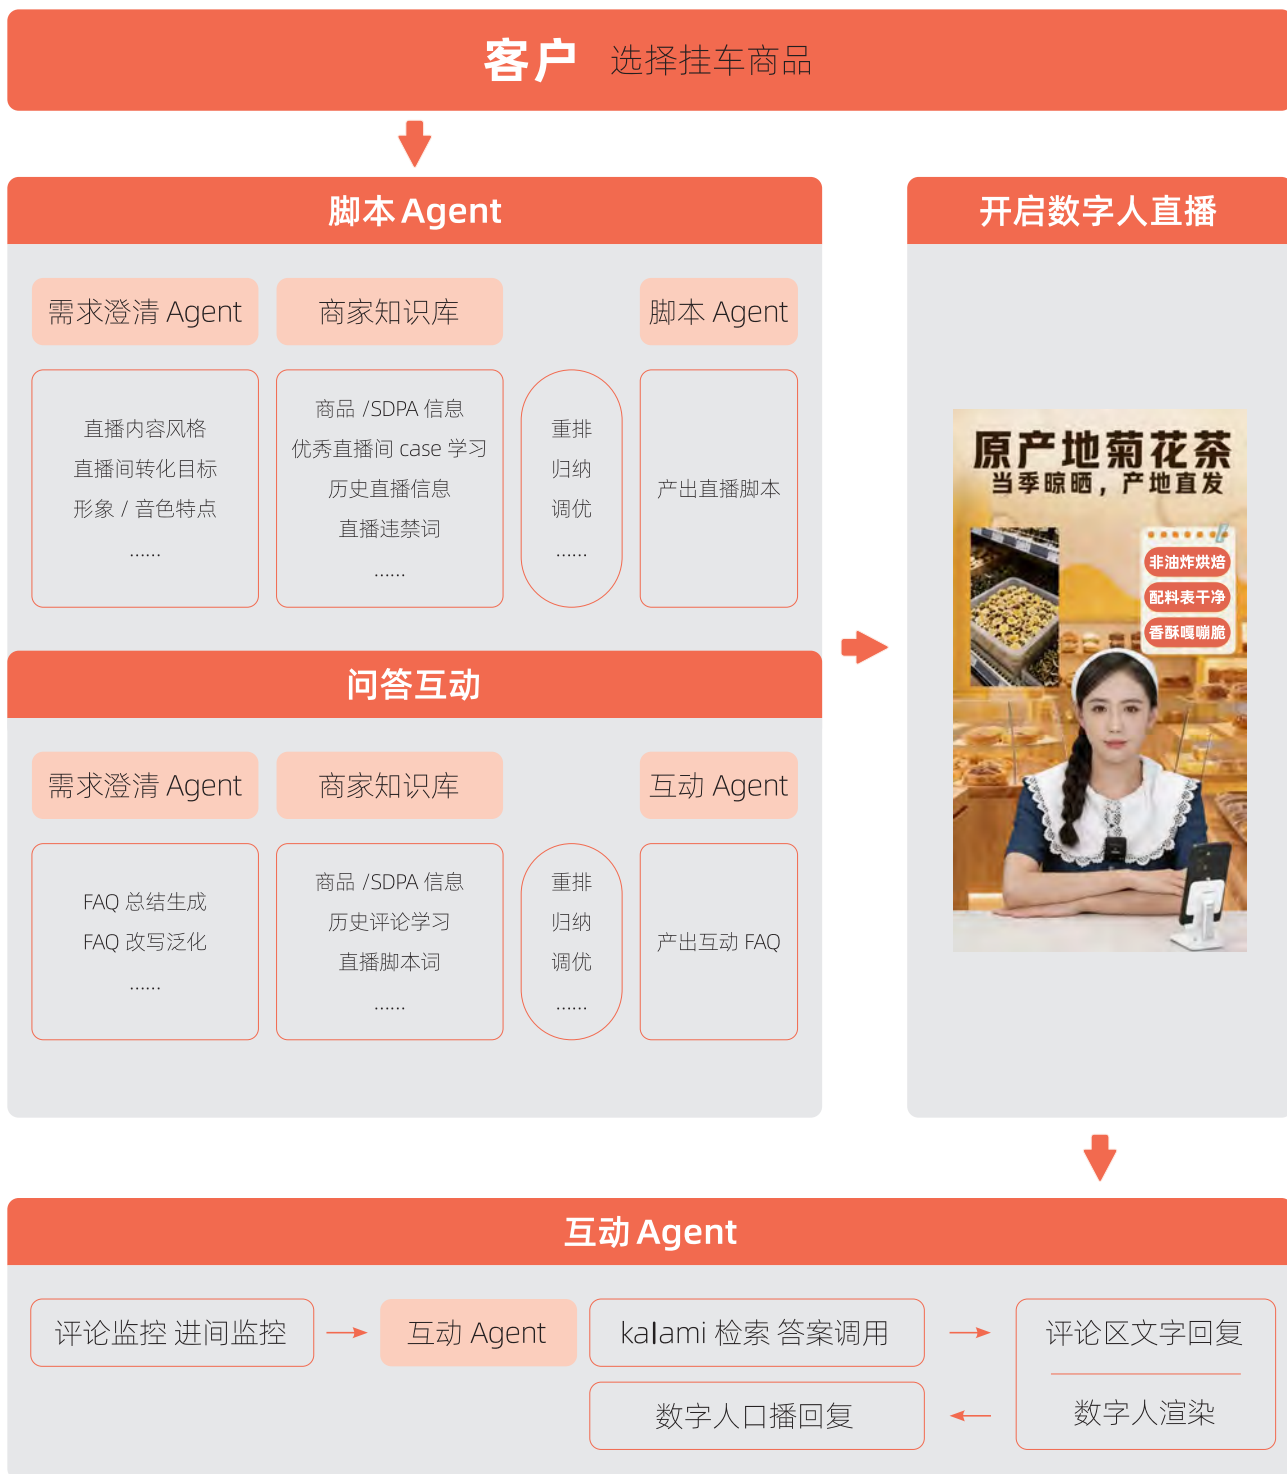 客户 选择挂车商品
脚本 Agent
需求澄清 Agent
商家知识库
脚本 Agent
直播内容风格
直播间转化目标
形象 / 音色特点
......
商品 /SDPA 信息
优秀直播间 case 学习
历史直播信息
直播违禁词
......
重排
归纳
调优
......
产出直播脚本
问答互动
需求澄清 Agent
商家知识库
互动 Agent
FAQ 总结生成
FAQ 改写泛化
......
商品 /SDPA 信息
历史评论学习
直播脚本词
......
重排
归纳
调优
......
产出互动 FAQ
开启数字人直播
原产地菊花茶
当季晾晒，产地直发
非油炸烘焙
配料表干净
香酥嘎嘣脆
互动 Agent
评论监控 进间监控
互动 Agent
kalami 检索 答案调用
评论区文字回复
数字人口播回复
数字人渲染